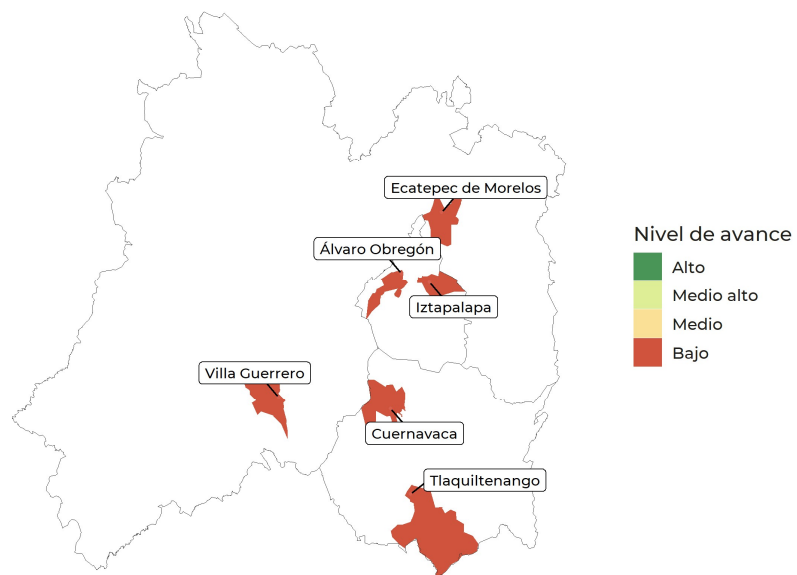 Ecatepec de Morelos
Álvaro Obregón
Iztapalapa
Villa Guerrero
Cuernavaca
Tlaquiltenango
Nivel de avance
Alto
Medio alto
Medio
Bajo